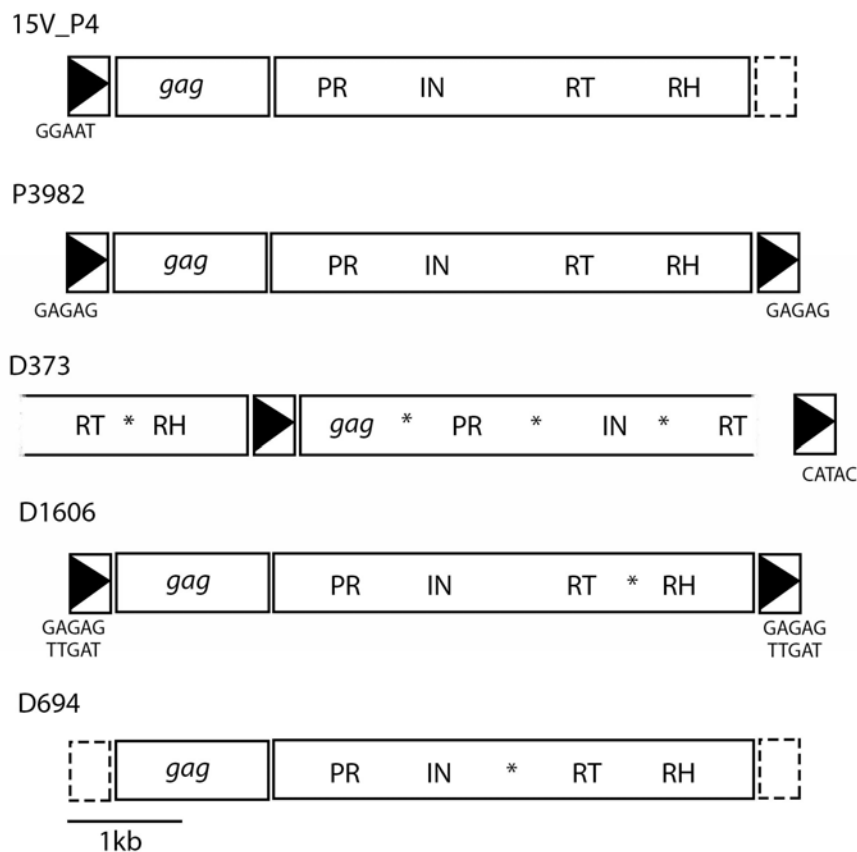 15V_P4
gag PR IN RT RH
GGAAT
P3982
gag PR IN RT RH
GAGAG GAGAG
D373
RT * RH gag * PR * IN * RT
CATAC
D1606
gag PR IN RT * RH
GAGAG GAGAG
TTGAT TTGAT
D694
gag PR IN * RT RH
1kb